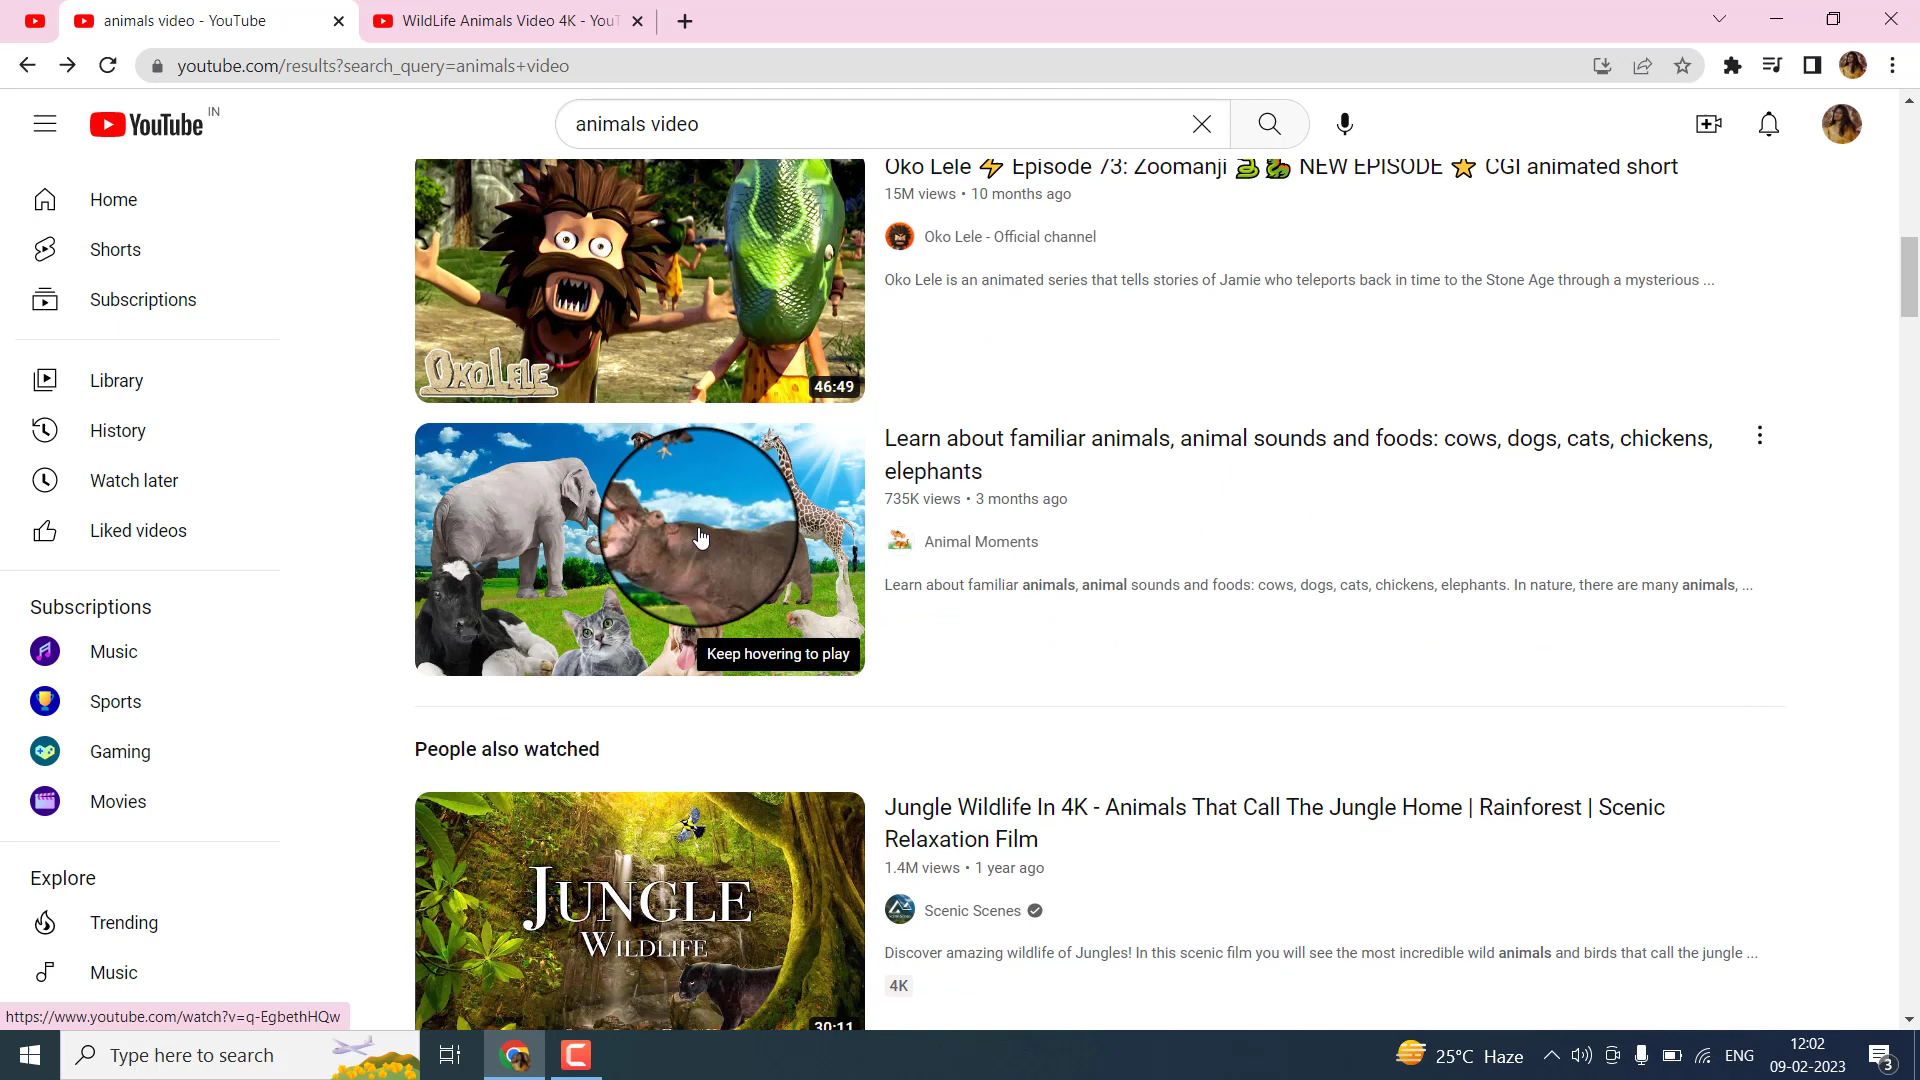 animals video - YouTube
WildLife Animals Video 4K - YouT
youtube.com/results?search_query=animals+video
YouTube IN
animals video
Home
Shorts
Subscriptions
Library
History
Watch later
Liked videos
Subscriptions
Music
Sports
Gaming
Movies
Explore
Trending
Music
Oko Lele ⚡ Episode 73: Zoomanji 🐍🐉 NEW EPISODE ⭐ CGI animated short
15M views • 10 months ago
Oko Lele - Official channel
Oko Lele is an animated series that tells stories of Jamie who teleports back in time to the Stone Age through a mysterious ...
OKO LELE
46:49
Learn about familiar animals, animal sounds and foods: cows, dogs, cats, chickens,
elephants
735K views • 3 months ago
Animal Moments
Learn about familiar animals, animal sounds and foods: cows, dogs, cats, chickens, elephants. In nature, there are many animals, ...
Keep hovering to play
People also watched
Jungle Wildlife In 4K - Animals That Call The Jungle Home | Rainforest | Scenic
Relaxation Film
1.4M views • 1 year ago
Scenic Scenes
Discover amazing wildlife of Jungles! In this scenic film you will see the most incredible wild animals and birds that call the jungle ...
4K
JUNGLE
WILDLIFE
30:11
https://www.youtube.com/watch?v=q-EgbethHQw
Type here to search
25°C Haze
ENG
12:02
09-02-2023
3